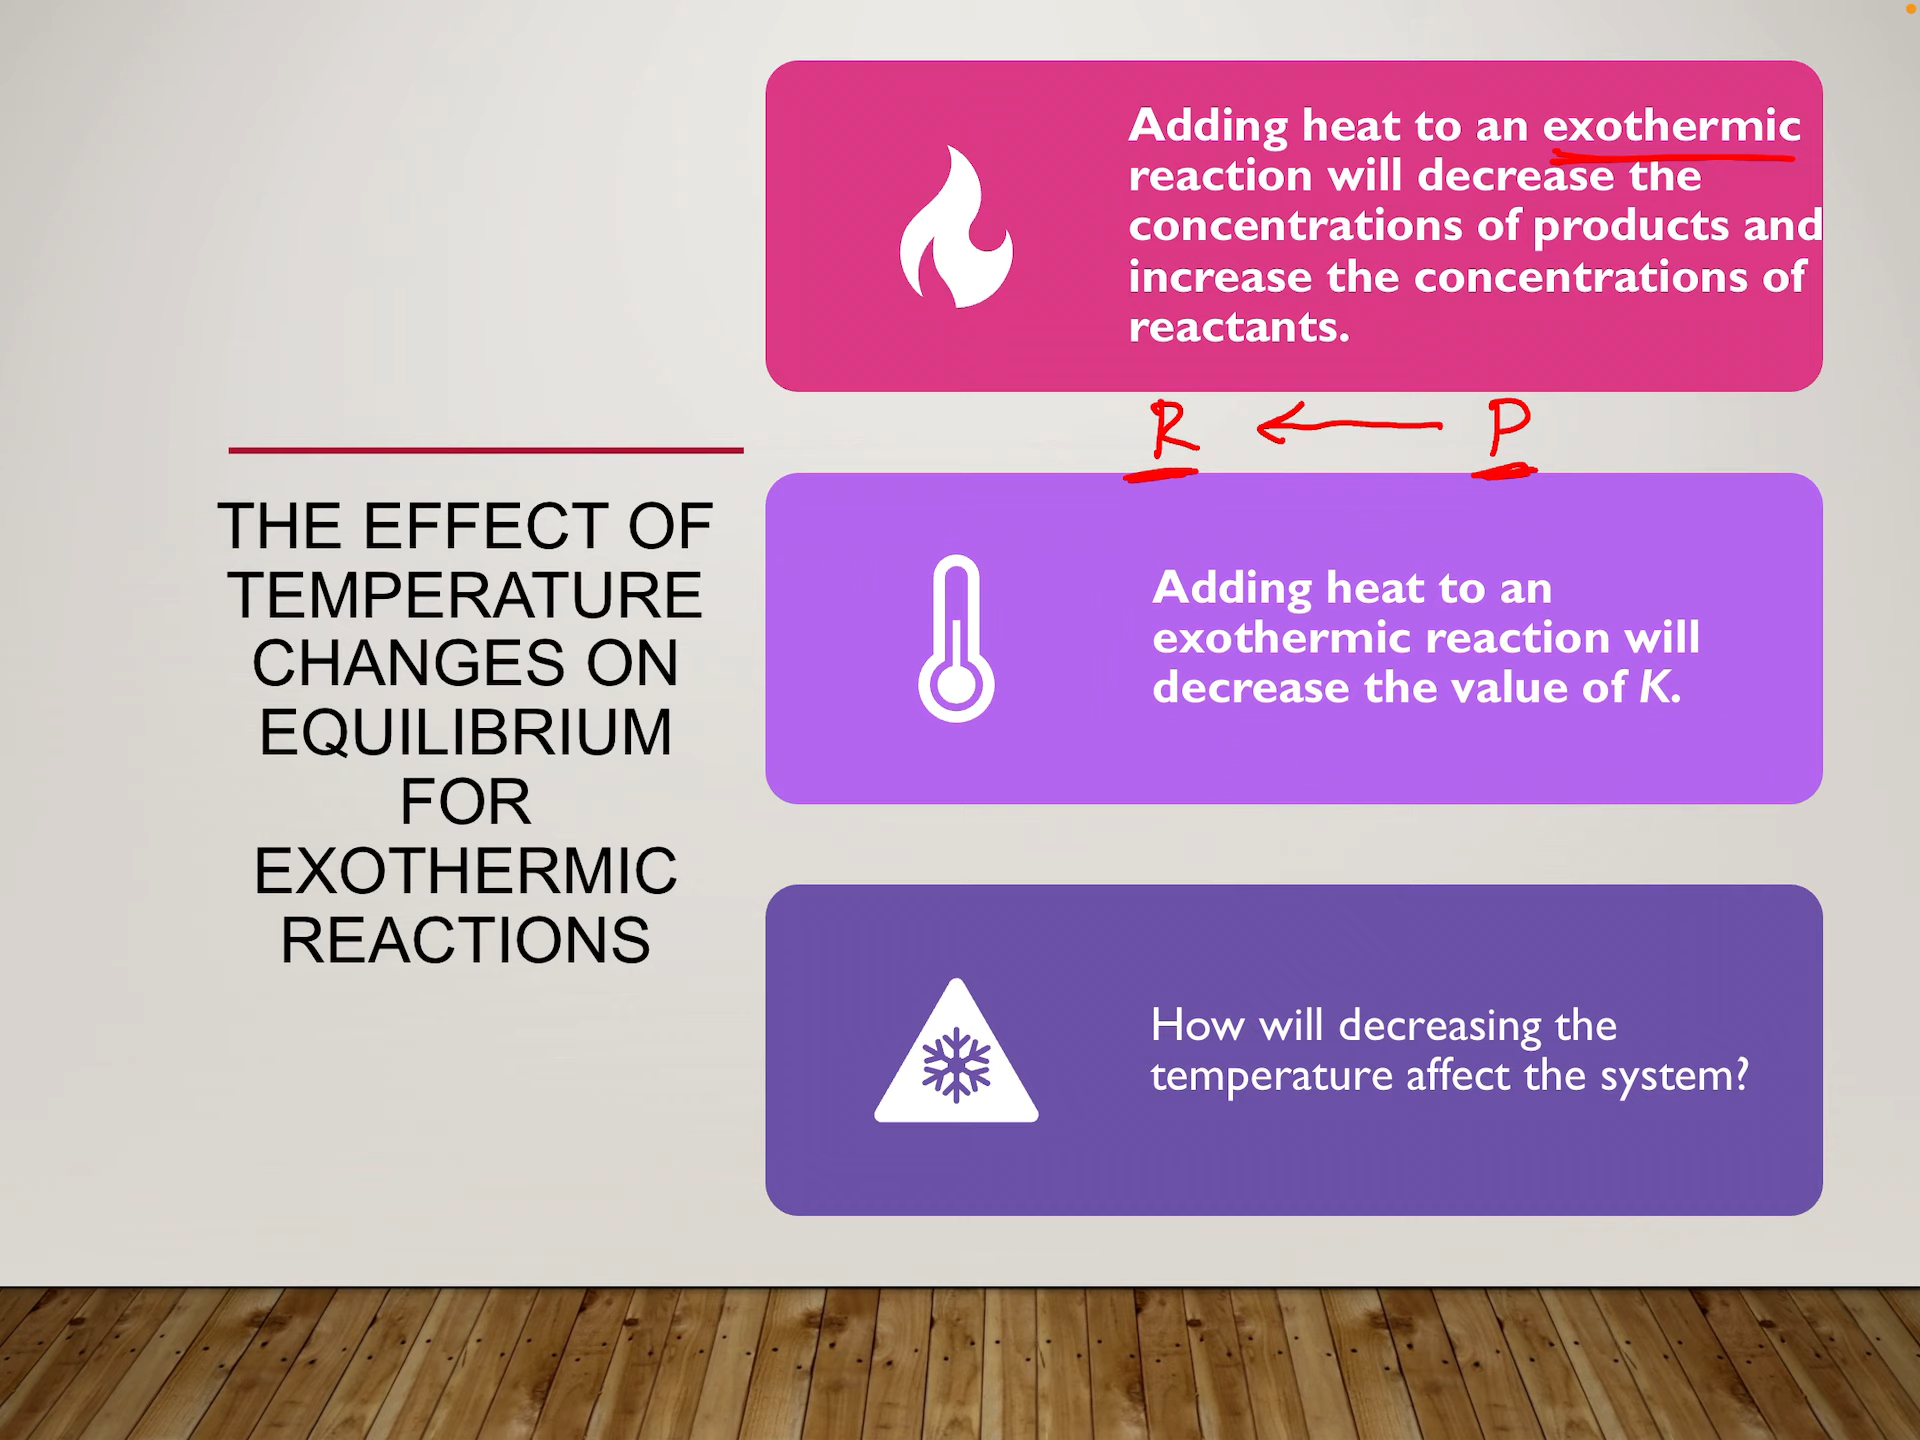 THE EFFECT OF
TEMPERATURE
CHANGES ON
EQUILIBRIUM
FOR
EXOTHERMIC
REACTIONS
Adding heat to an exothermic
reaction will decrease the
concentrations of products and
increase the concentrations of
reactants.
R ← P
Adding heat to an
exothermic reaction will
decrease the value of K.
How will decreasing the
temperature affect the system?